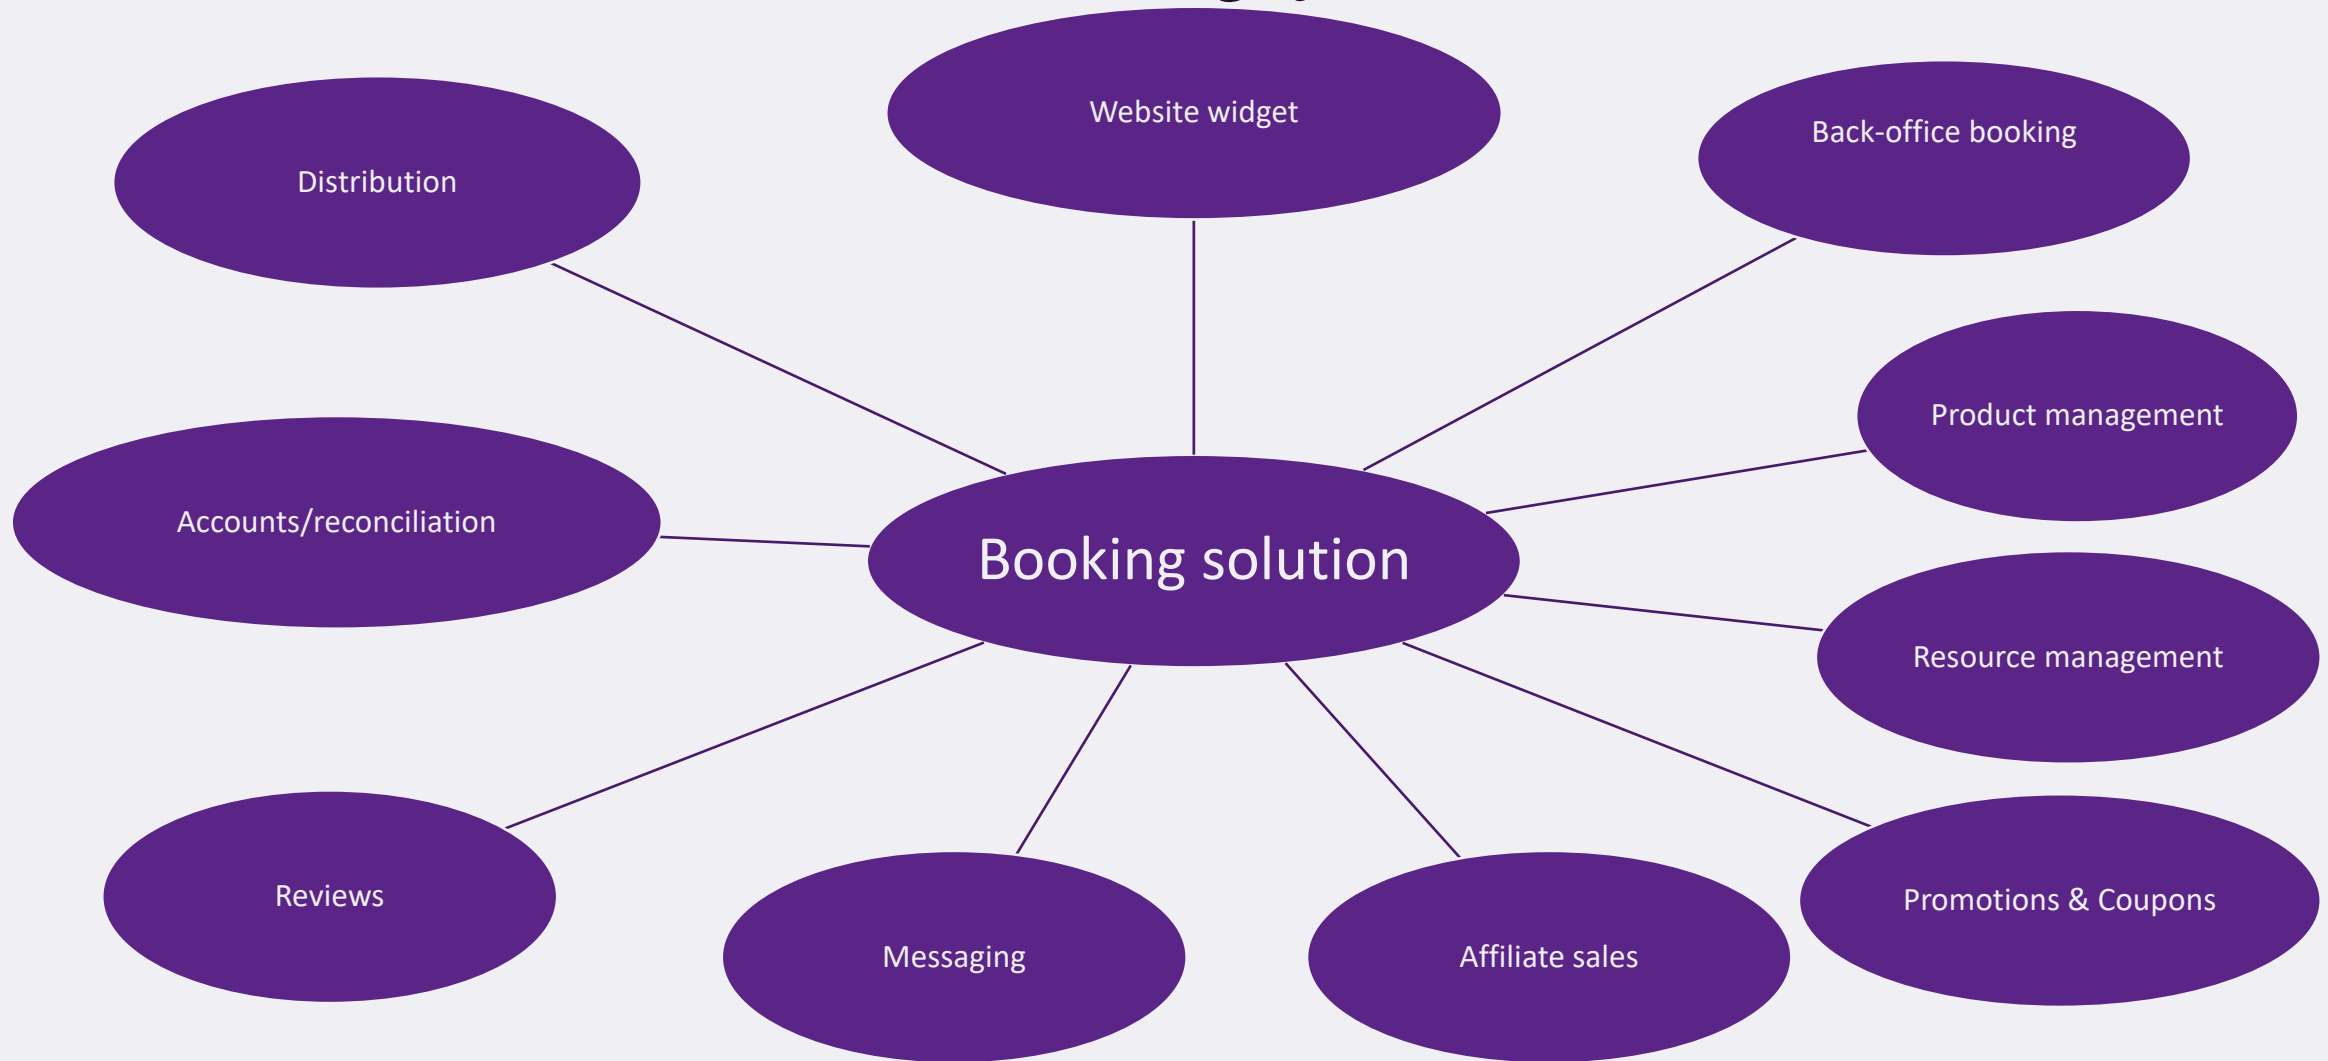 Website widget
Back-office booking
Distribution
Product management
Accounts/reconciliation
Booking solution
Resource management
Reviews
Promotions & Coupons
Messaging
Affiliate sales